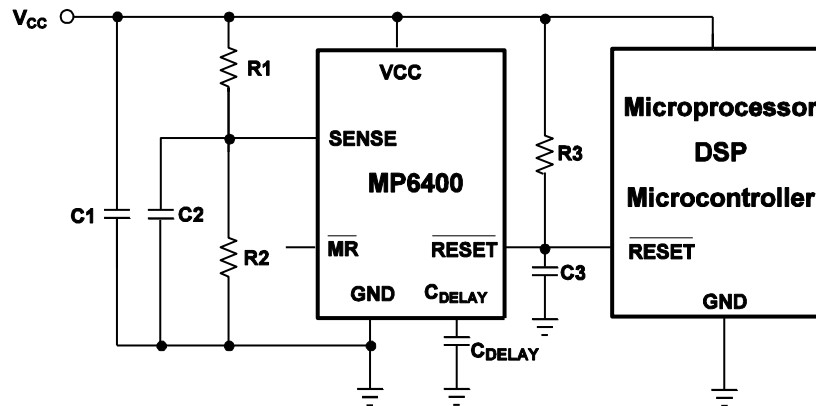 VCC
R1
VCC
SENSE
MP6400
R3
Microprocessor
DSP
Microcontroller
C1
C2
R2
MR
RESET
C3
RESET
GND
CDELAY
GND
CDELAY